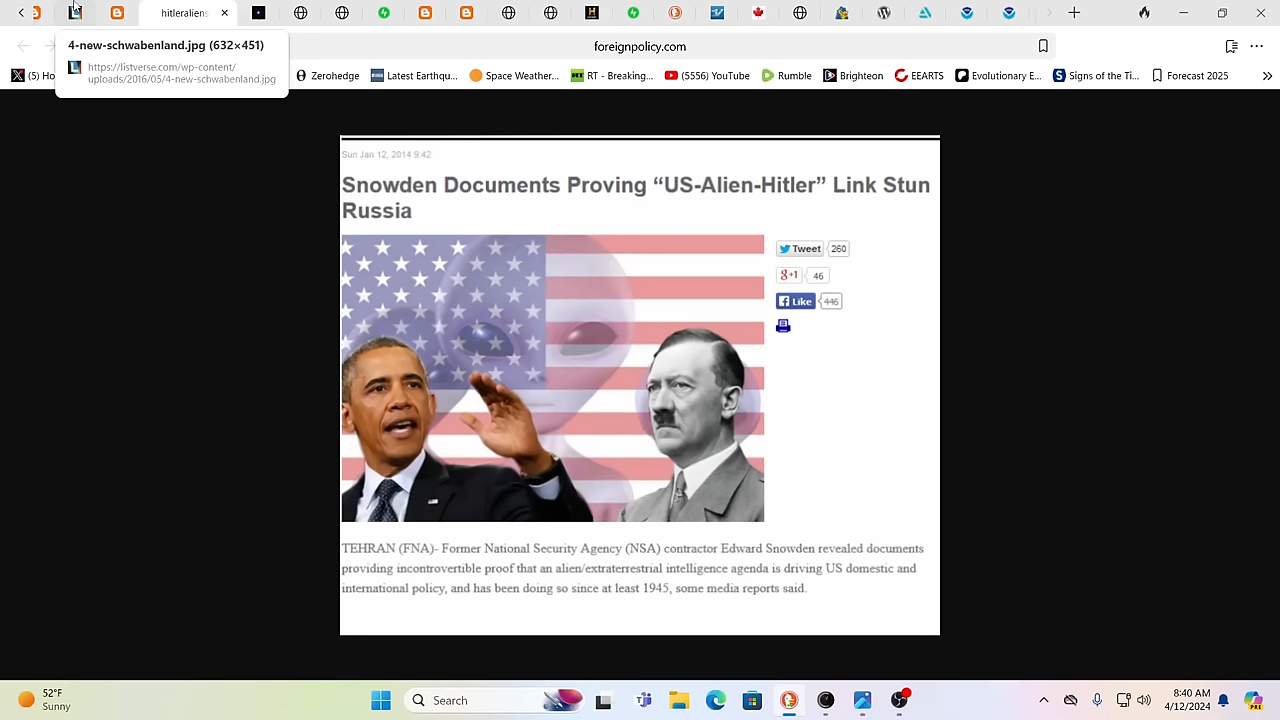 hitleraliens
foreignpolicy.com
4-new-schwabenland.jpg (632×451)
https://listverse.com/wp-content/
uploads/2016/05/4-new-schwabenland.jpg
(5) Ho
Zerohedge
Latest Earthqu...
Space Weather...
RT - Breaking...
(5556) YouTube
Rumble
Brighteon
EEARTS
Evolutionary E...
Signs of the Ti...
Forecast 2025
Sun Jan 12, 2014 9:42
Snowden Documents Proving “US-Alien-Hitler” Link Stun
Russia
Tweet 260
g+1 46
Like 446
TEHRAN (FNA)- Former National Security Agency (NSA) contractor Edward Snowden revealed documents
providing incontrovertible proof that an alien/extraterrestrial intelligence agenda is driving US domestic and
international policy, and has been doing so since at least 1945, some media reports said.
52°F
Sunny
Search
8:40 AM
4/12/2024